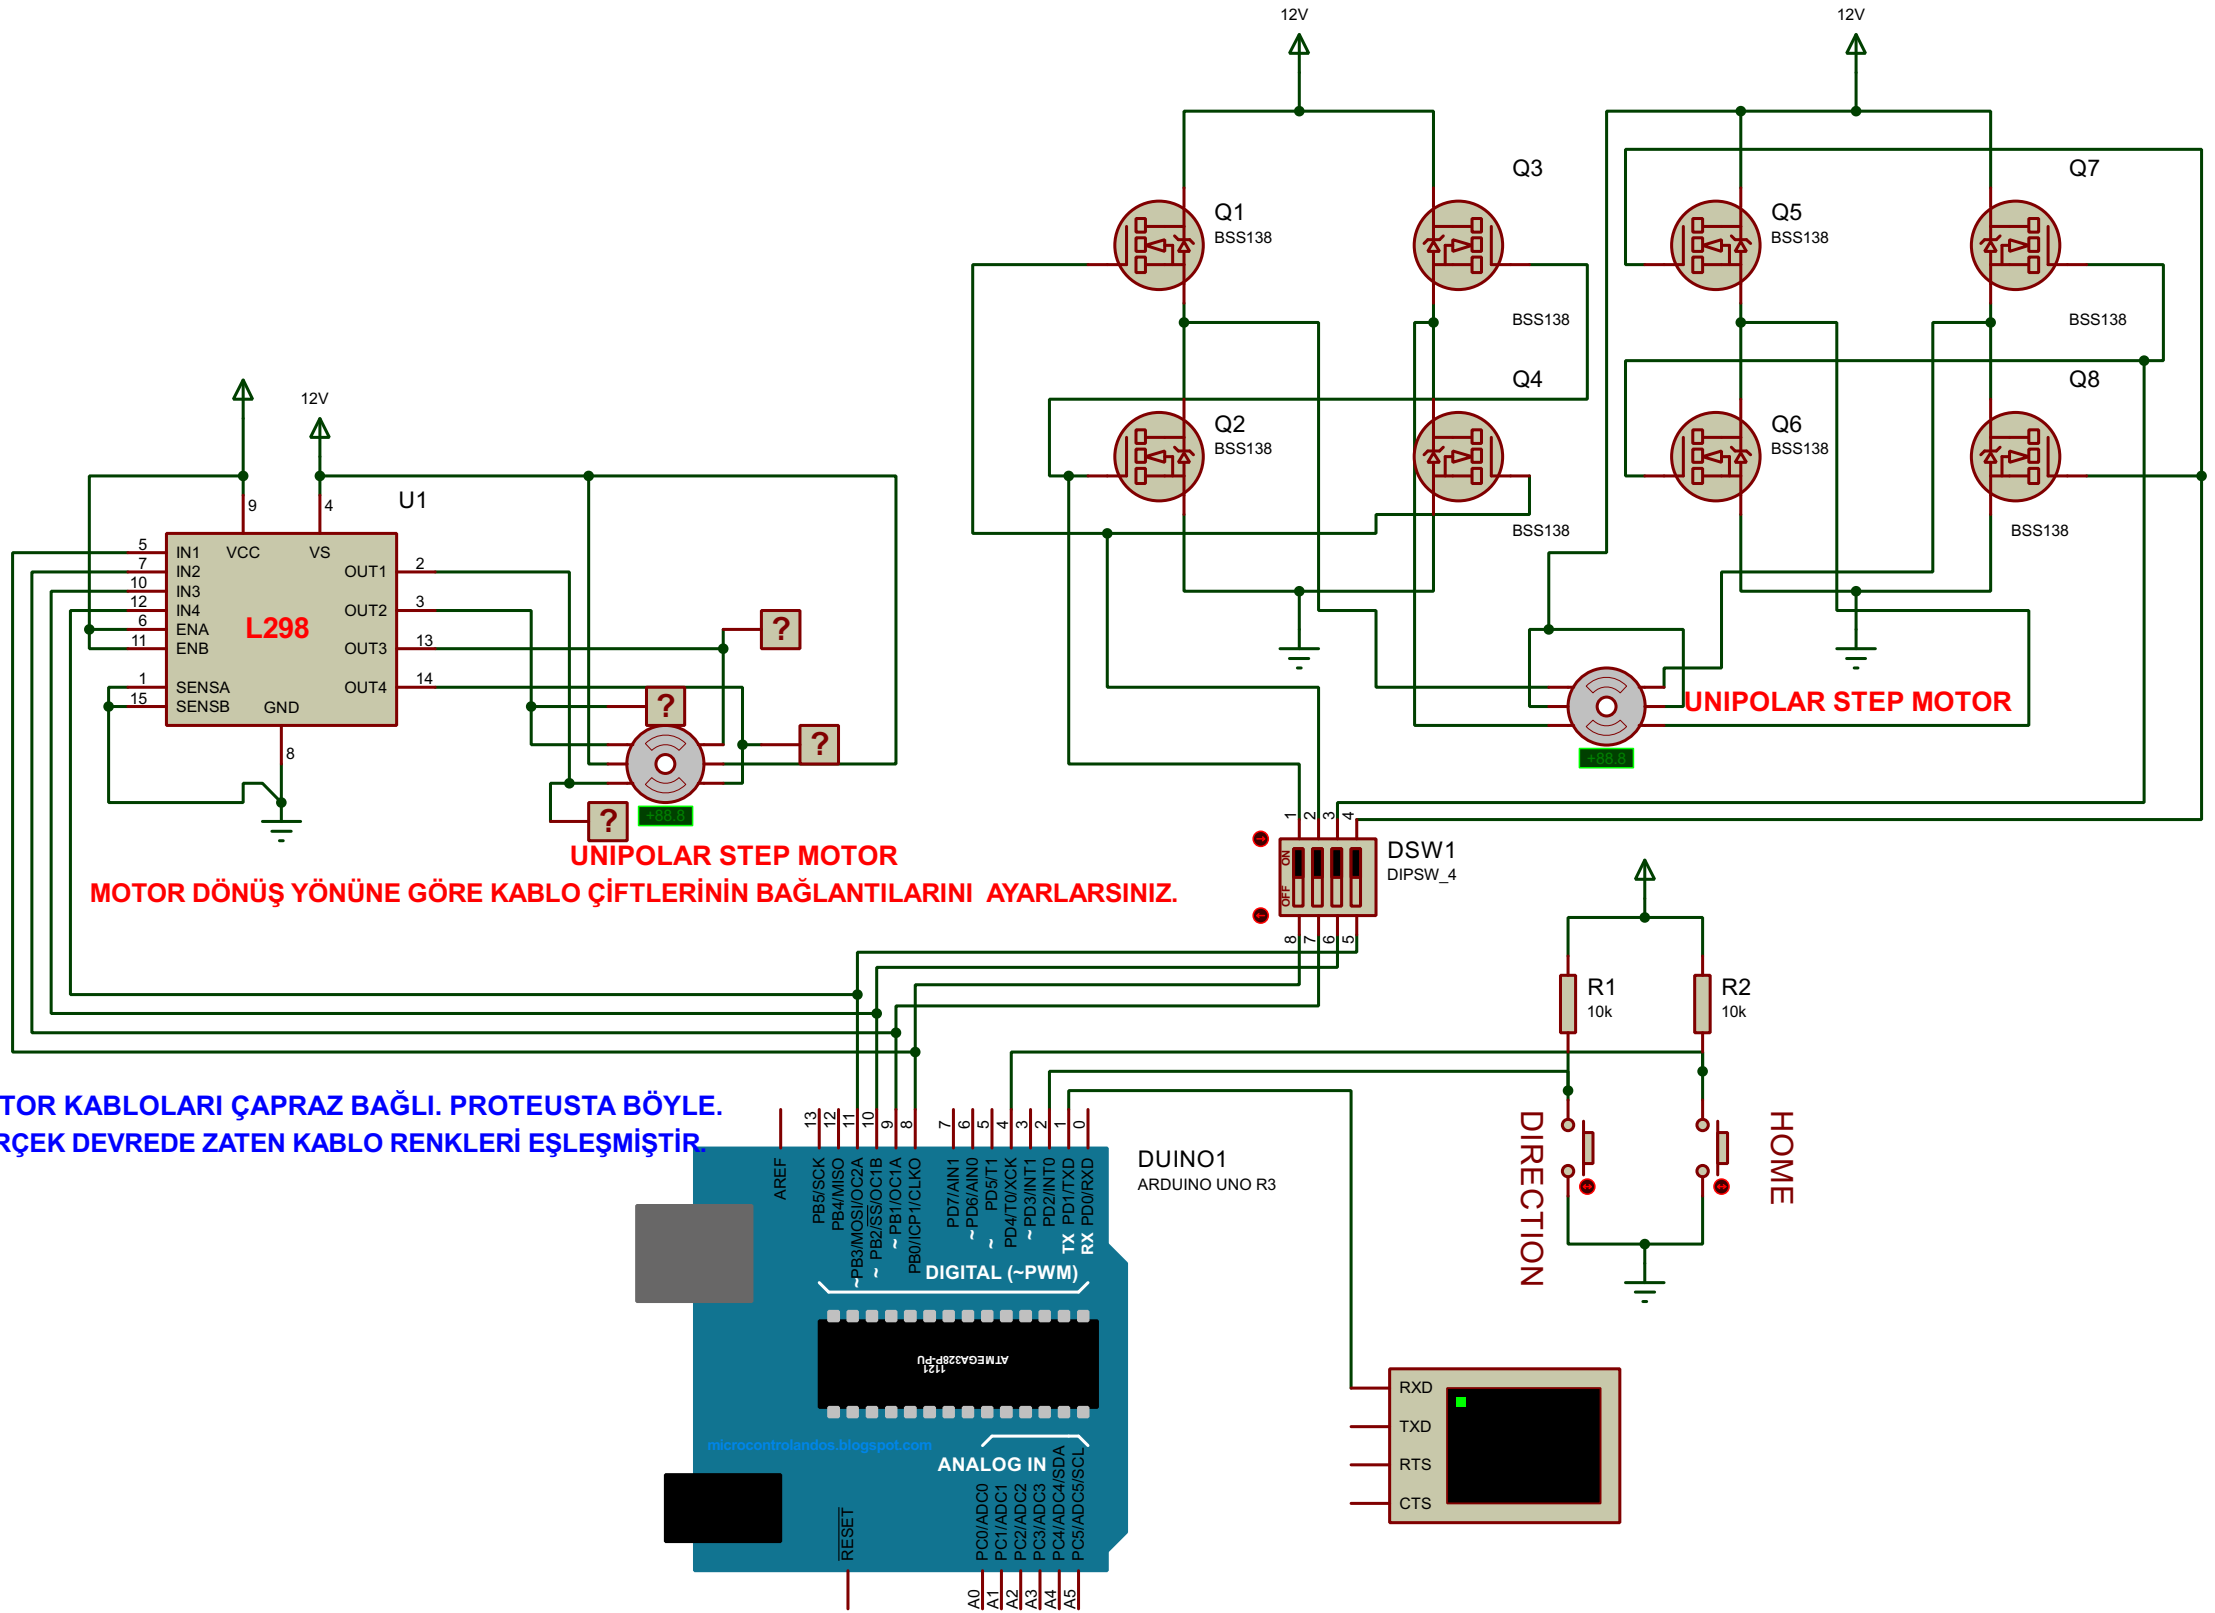 12V
12V
Q3
Q7
Q1
BSS138
Q5
BSS138
BSS138
BSS138
Q4
Q8
12V
Q2
BSS138
Q6
BSS138
U1
9
4
BSS138
BSS138
5
IN1
VCC
VS
7
IN2
OUT1
2
10
IN3
12
IN4
OUT2
3
6
ENA
L298
?
11
ENB
OUT3
13
1
SENSA
OUT4
14
15
SENSB
GND
?
UNIPOLAR STEP MOTOR
8
?
+88.8
?
+88.8
1
2
3
4
UNIPOLAR STEP MOTOR
ON
OFF
DSW1
DIPSW_4
MOTOR DÖNÜŞ YÖNÜNE GÖRE KABLO ÇİFTLERİNİN BAĞLANTILARINI AYARLARSINIZ.
8
7
6
5
R1
10k
R2
10k
TOR KABLOLARI ÇAPRAZ BAĞLI. PROTEUSTA BÖYLE.
RÇEK DEVREDE ZATEN KABLO RENKLERİ EŞLEŞMİŞTİR.
DIRECTION
HOME
13
12
11
10
9
8
7
6
5
4
3
2
1
0
DUINO1
ARDUINO UNO R3
AREF
PB5/SCK
PB4/MISO
~PB3/MOSI/OC2A
~ PB2/SS/OC1B
~ PB1/OC1A
PB0/ICP1/CLKO
PD7/AIN1
~ PD6/AIN0
~ PD5/T1
PD4/T0/XCK
~ PD3/INT1
PD2/INT0
TX PD1/TXD
RX PD0/RXD
DIGITAL (~PWM)
ATMEGA328P-PU
1121
RXD
TXD
RTS
CTS
microcontrolandos.blogspot.com
ANALOG IN
RESET
PC0/ADC0
PC1/ADC1
PC2/ADC2
PC3/ADC3
PC4/ADC4/SDA
PC5/ADC5/SCL
A0
A1
A2
A3
A4
A5